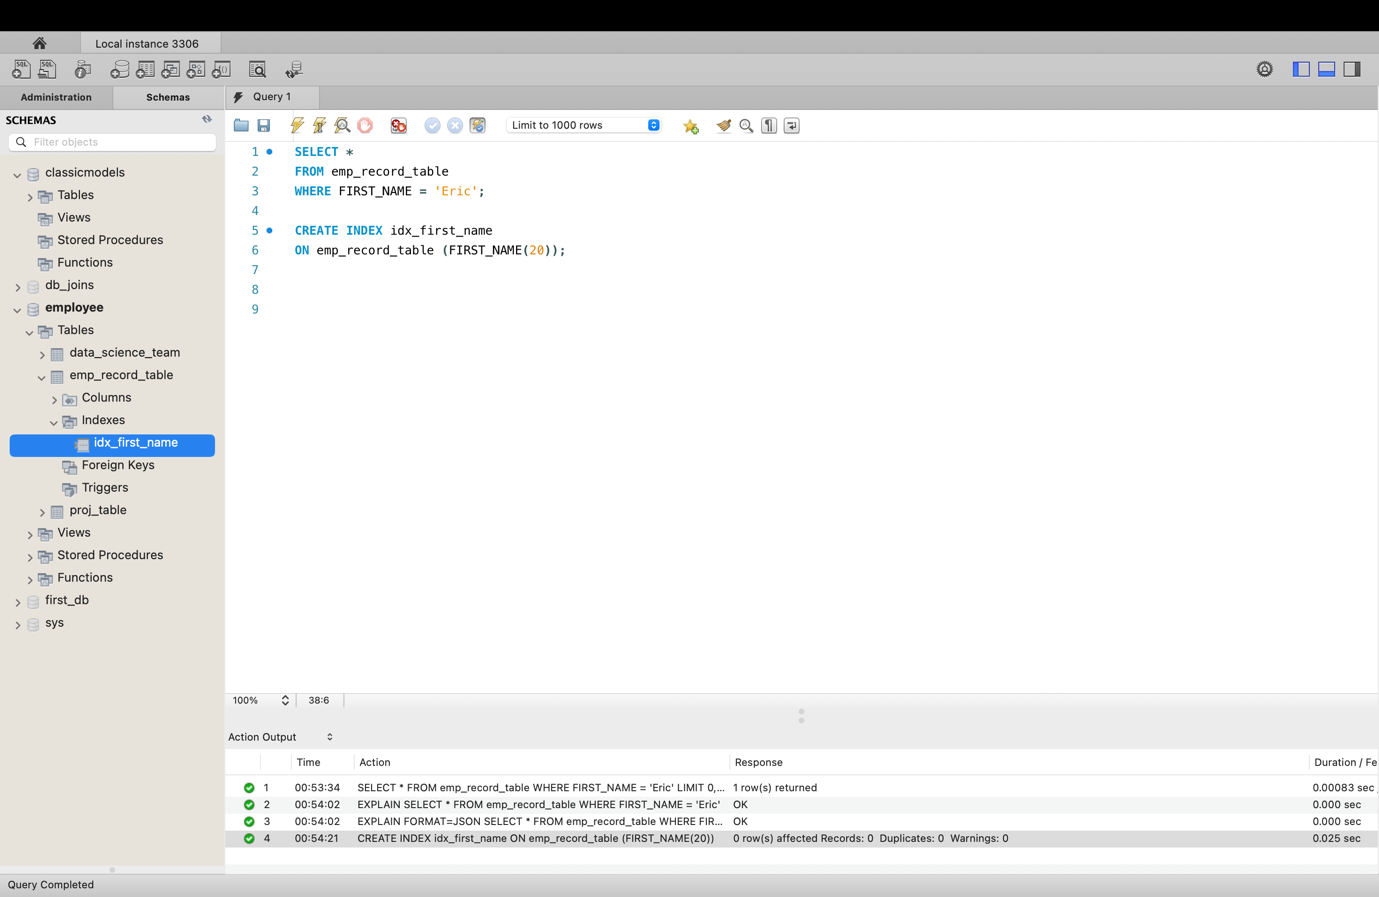 Local instance 3306
Administration
Schemas
Query 1
SCHEMAS
Filter objects
Limit to 1000 rows
classicmodels
Tables
Views
Stored Procedures
Functions
db_joins
employee
Tables
data_science_team
emp_record_table
Columns
Indexes
idx_first_name
Foreign Keys
Triggers
proj_table
Views
Stored Procedures
Functions
first_db
sys
1 SELECT *
2 FROM emp_record_table
3 WHERE FIRST_NAME = 'Eric';
4
5 CREATE INDEX idx_first_name
6 ON emp_record_table (FIRST_NAME(20));
7
8
9
100% 38:6
Action Output
Time Action Response Duration / Fe
1 00:53:34 SELECT * FROM emp_record_table WHERE FIRST_NAME = 'Eric' LIMIT 0,... 1 row(s) returned 0.00083 sec
2 00:54:02 EXPLAIN SELECT * FROM emp_record_table WHERE FIRST_NAME = 'Eric' OK 0.000 sec
3 00:54:02 EXPLAIN FORMAT=JSON SELECT * FROM emp_record_table WHERE FIR... OK 0.000 sec
4 00:54:21 CREATE INDEX idx_first_name ON emp_record_table (FIRST_NAME(20)) 0 row(s) affected Records: 0 Duplicates: 0 Warnings: 0 0.025 sec
Query Completed